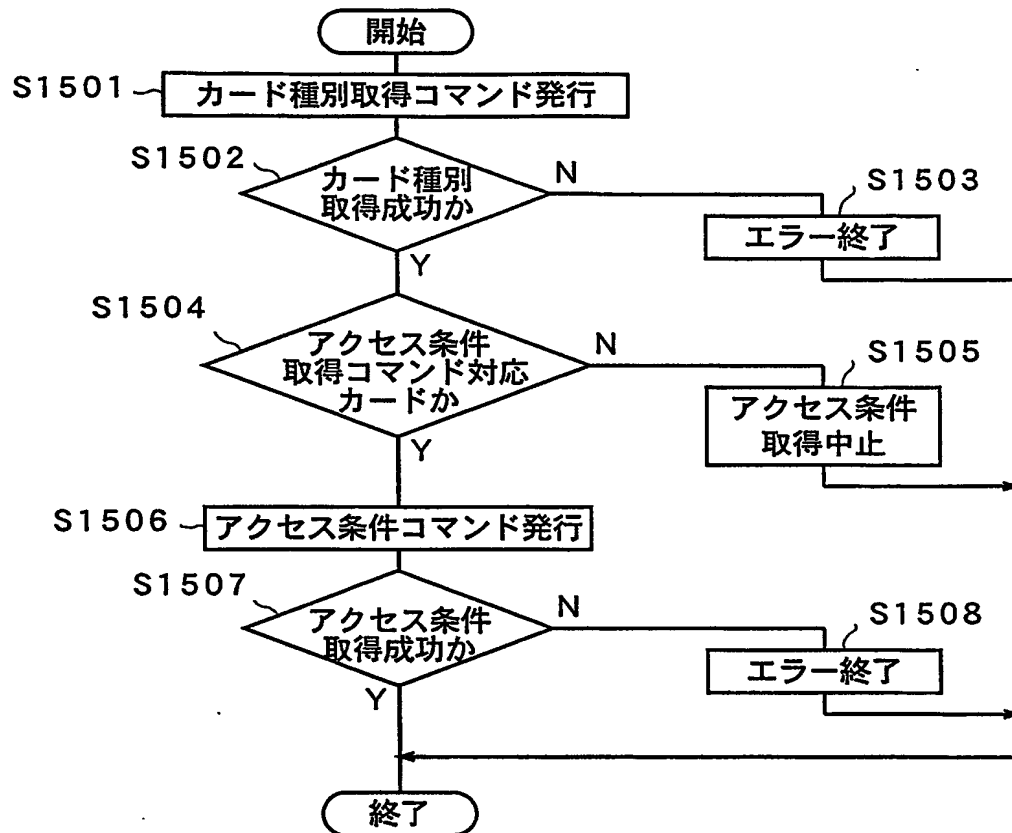 開始
S1501
カード種別取得コマンド発行
S1502
カード種別
取得成功か
N
S1503
エラー終了
Y
S1504
アクセス条件
取得コマンド対応
カードか
N
S1505
アクセス条件
取得中止
Y
S1506
アクセス条件コマンド発行
S1507
アクセス条件
取得成功か
N
S1508
エラー終了
Y
終了